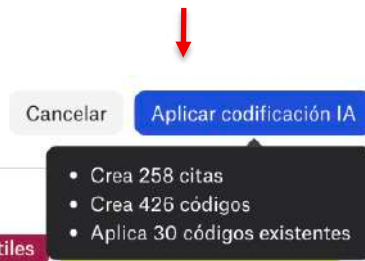 Cancelar
Aplicar codificación IA
• Crea 258 citas
• Crea 426 códigos
• Aplica 30 códigos existentes
tiles